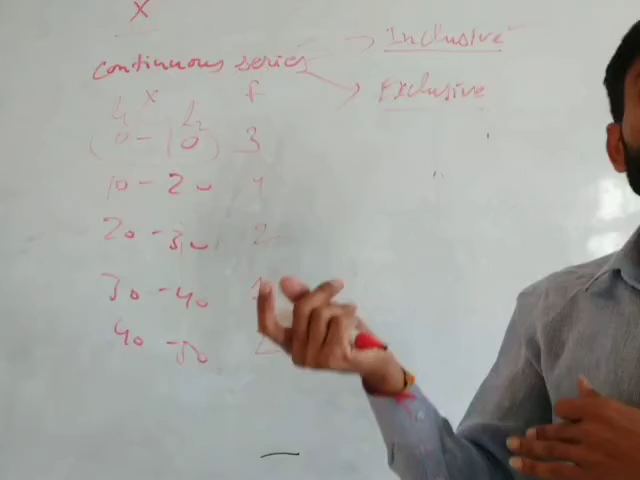 x
continuous series
Inclusive
Exclusive
x f
0 - 10 3
10 - 20
20 - 30 2
30 - 40
40 - 50